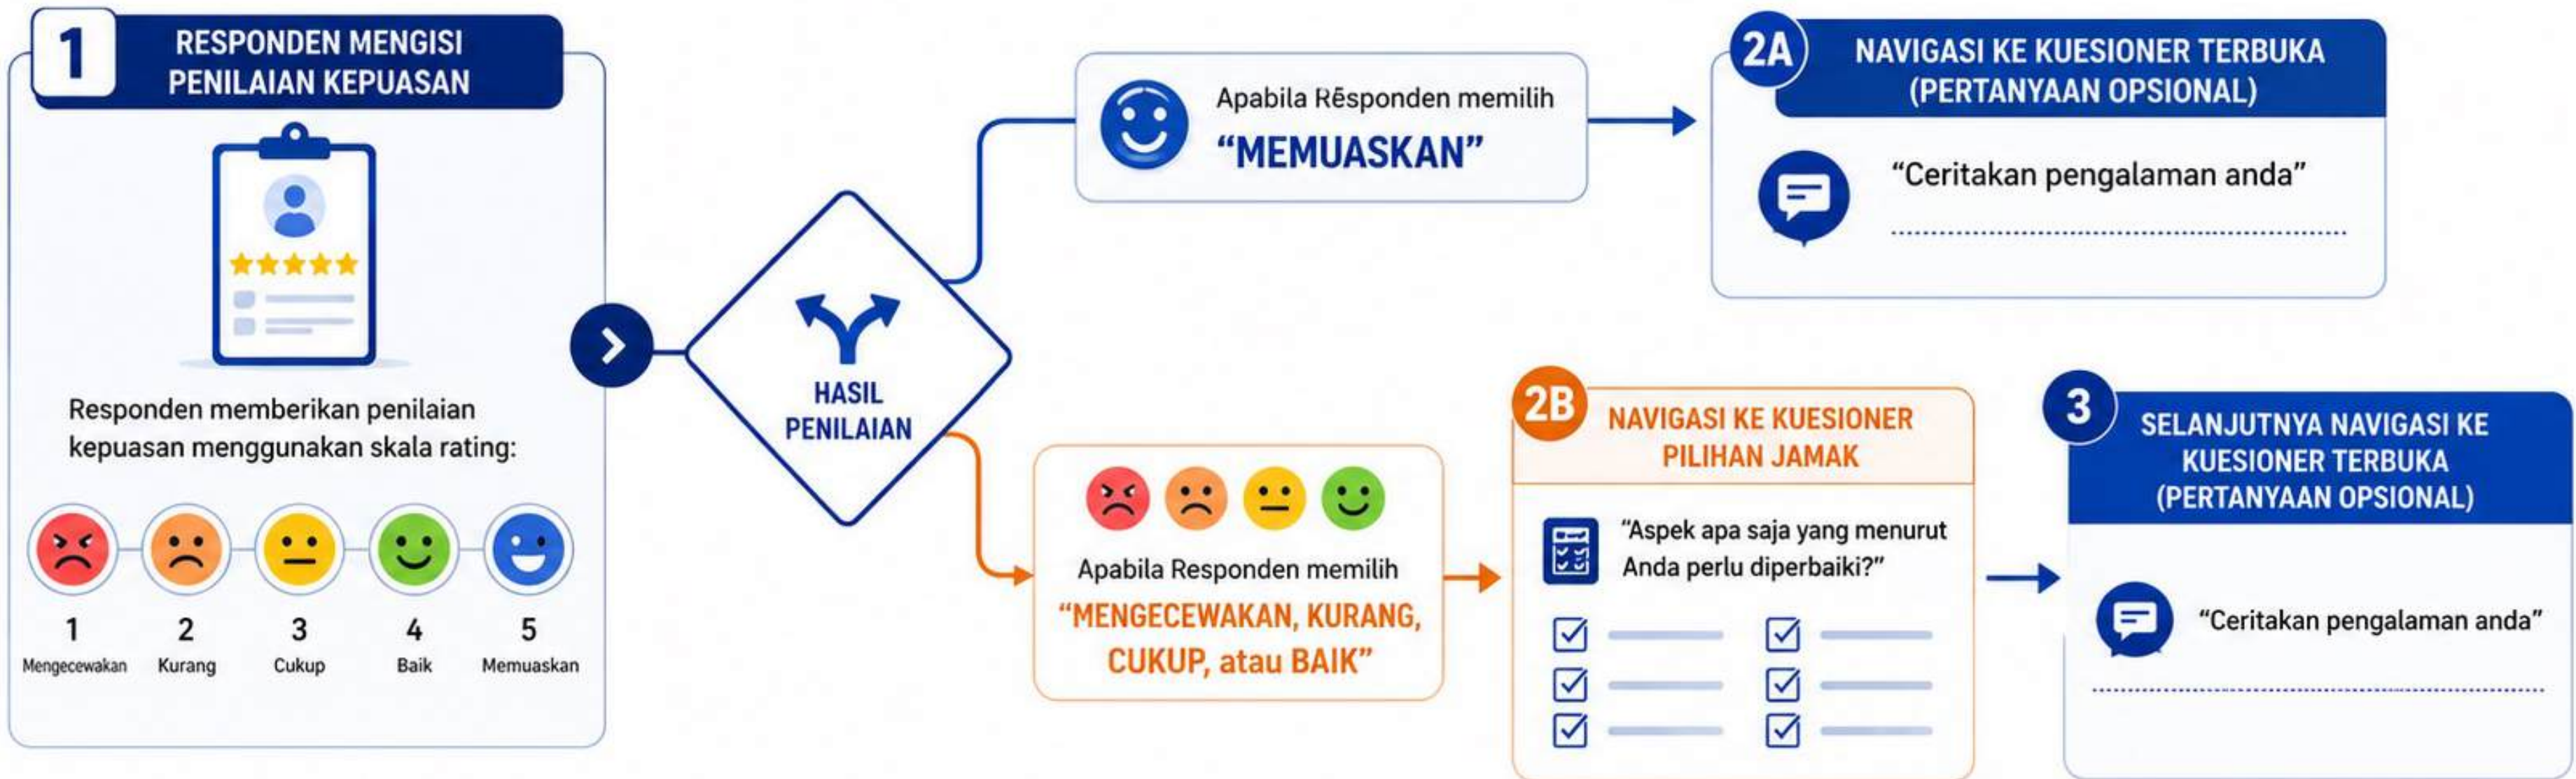 1
RESPONDEN MENGISI
PENILAIAN KEPUASAN
Responden memberikan penilaian
kepuasan menggunakan skala rating:
1
Mengecewakan
2
Kurang
3
Cukup
4
Baik
5
Memuaskan
HASIL
PENILAIAN
Apabila Rēsponden memilih
“MEMUASKAN”
2A
NAVIGASI KE KUESIONER TERBUKA
(PERTANYAAN OPSIONAL)
“Ceritakan pengalaman anda”
Apabila Responden memilih
“MENGECEWAKAN, KURANG,
CUKUP, atau BAIK”
2B
NAVIGASI KE KUESIONER
PILIHAN JAMAK
“Aspek apa saja yang menurut
Anda perlu diperbaiki?”
3
SELANJUTNYA NAVIGASI KE
KUESIONER TERBUKA
(PERTANYAAN OPSIONAL)
“Ceritakan pengalaman anda”